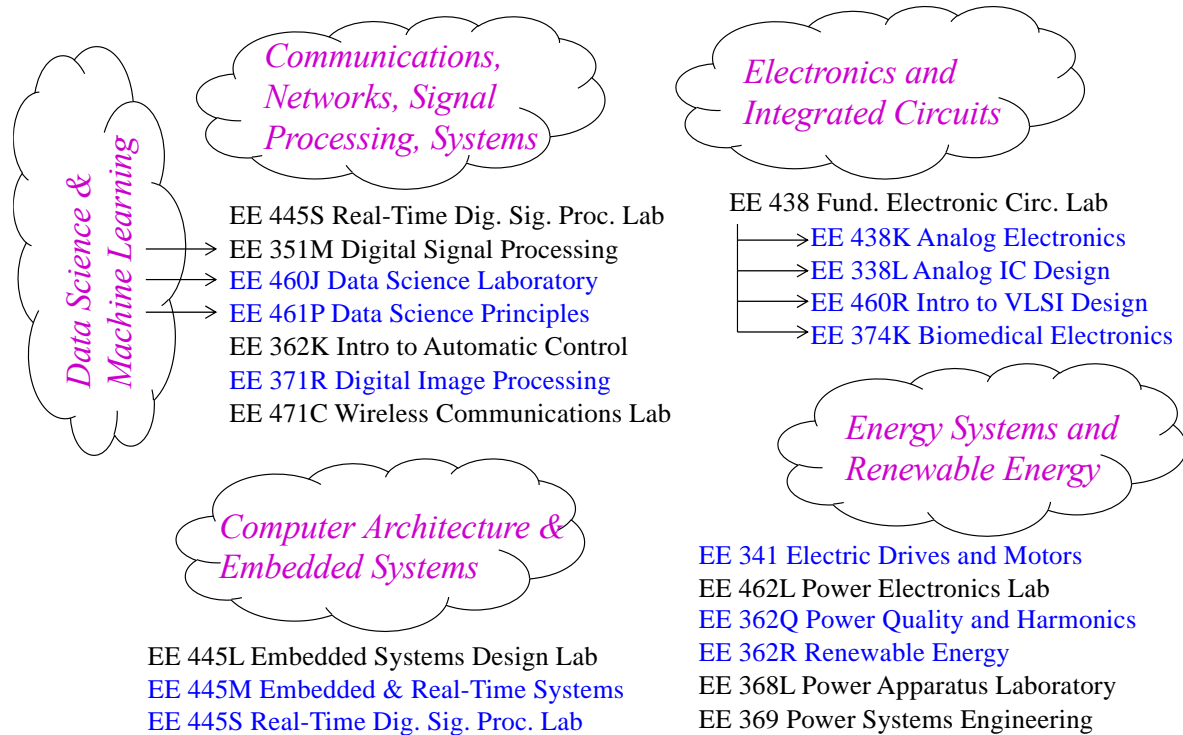 Communications,
Networks, Signal
Processing, Systems
Electronics and
Integrated Circuits
Data Science &
Machine Learning
EE 445S Real-Time Dig. Sig. Proc. Lab
EE 351M Digital Signal Processing
EE 460J Data Science Laboratory
EE 461P Data Science Principles
EE 362K Intro to Automatic Control
EE 371R Digital Image Processing
EE 471C Wireless Communications Lab
EE 438 Fund. Electronic Circ. Lab
EE 438K Analog Electronics
EE 338L Analog IC Design
EE 460R Intro to VLSI Design
EE 374K Biomedical Electronics
Computer Architecture &
Embedded Systems
EE 445L Embedded Systems Design Lab
EE 445M Embedded & Real-Time Systems
EE 445S Real-Time Dig. Sig. Proc. Lab
Energy Systems and
Renewable Energy
EE 341 Electric Drives and Motors
EE 462L Power Electronics Lab
EE 362Q Power Quality and Harmonics
EE 362R Renewable Energy
EE 368L Power Apparatus Laboratory
EE 369 Power Systems Engineering